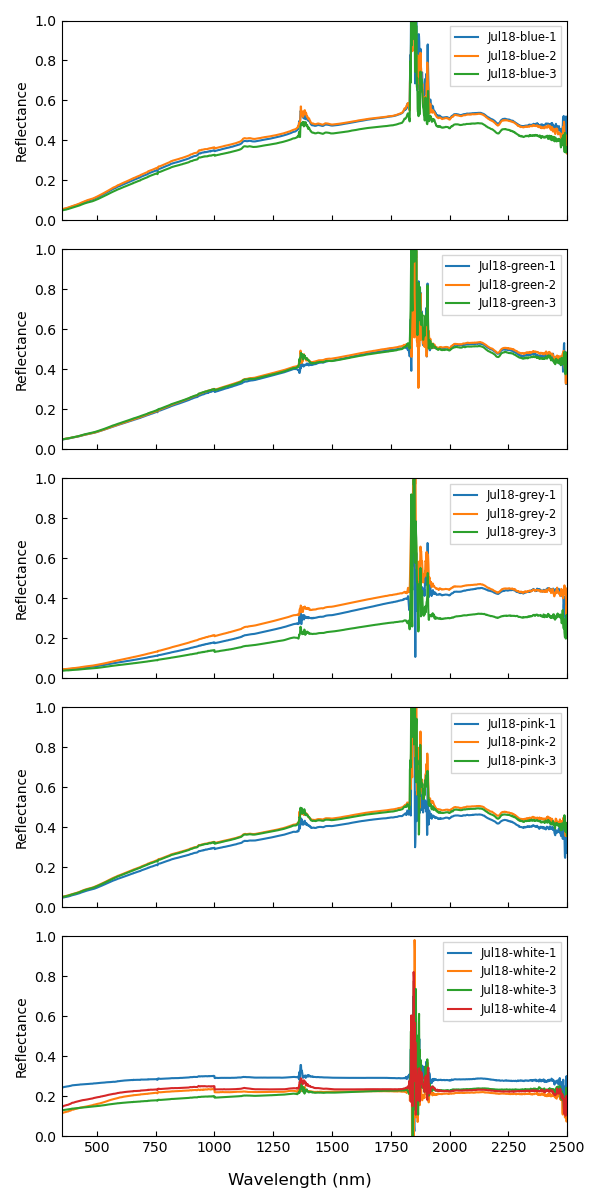 1.0
0.8
0.6
0.4
0.2
0.0
Reflectance
Jul18-blue-1
Jul18-blue-2
Jul18-blue-3
1.0
0.8
0.6
0.4
0.2
0.0
Reflectance
Jul18-green-1
Jul18-green-2
Jul18-green-3
1.0
0.8
0.6
0.4
0.2
0.0
Reflectance
Jul18-grey-1
Jul18-grey-2
Jul18-grey-3
1.0
0.8
0.6
0.4
0.2
0.0
Reflectance
Jul18-pink-1
Jul18-pink-2
Jul18-pink-3
1.0
0.8
0.6
0.4
0.2
0.0
Reflectance
Jul18-white-1
Jul18-white-2
Jul18-white-3
Jul18-white-4
500 750 1000 1250 1500 1750 2000 2250 2500
Wavelength (nm)